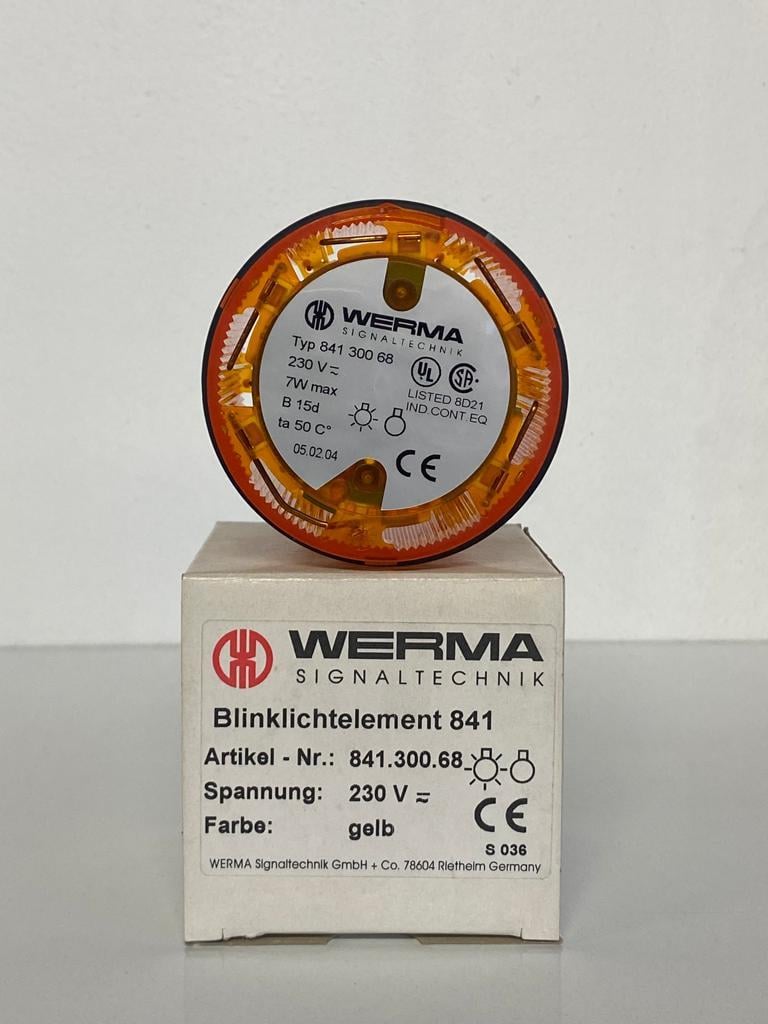 WERMA
SIGNALTECHNIK
Typ 841 300 68
230 V ⎓
7W max
B 15d
ta 50 C°
05.02.04
UL
SA
LISTED 8D21
IND.CONT.EQ
CE
WERMA
SIGNALTECHNIK
Blinklichtelement 841
Artikel - Nr.: 841.300.68
Spannung: 230 V ⎓
Farbe: gelb
CE
S 036
WERMA Signaltechnik GmbH + Co. 78604 Rietheim Germany